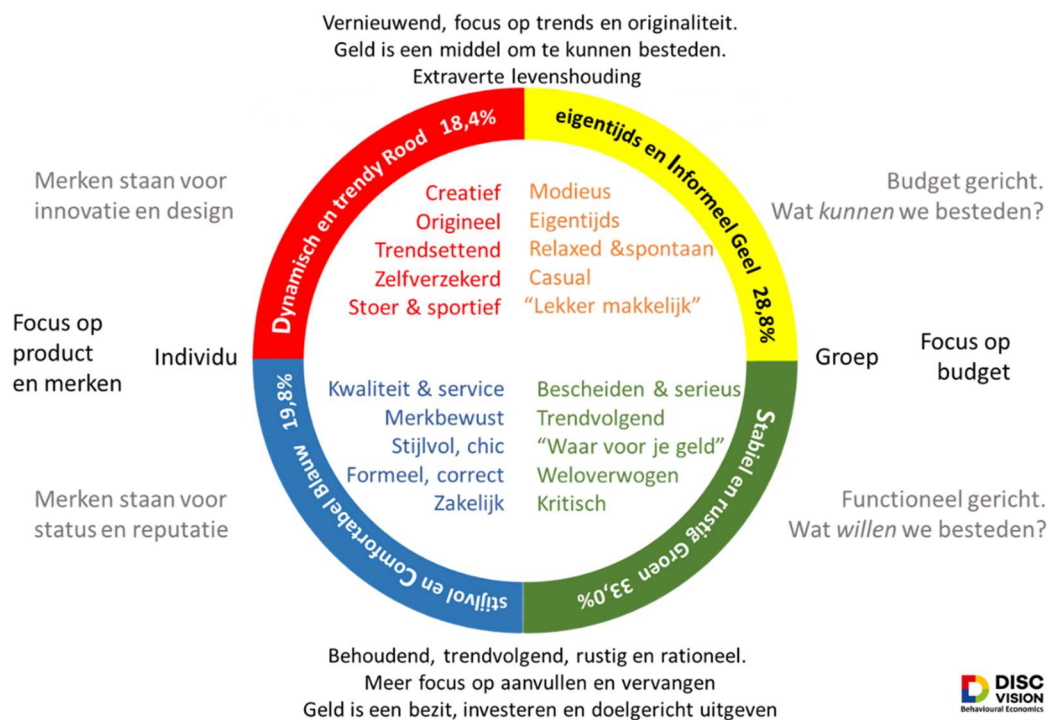 Vernieuwend, focus op trends en originaliteit.
Geld is een middel om te kunnen besteden.
Extraverte levenshouding
Dynamisch en trendy Rood 18,4%
eigentijds en Informeel Geel 28,8%
Merken staan voor
innovatie en design
Creatief
Origineel
Trendsettend
Zelfverzekerd
Stoer & sportief
Modieus
Eigentijds
Relaxed &spontaan
Casual
“Lekker makkelijk”
Budget gericht.
Wat kunnen we besteden?
Focus op
product
en merken
Individu
Groep
Focus op
budget
Kwaliteit & service
Merkbewust
Stijlvol, chic
Formeel, correct
Zakelijk
Bescheiden & serieus
Trendvolgend
“Waar voor je geld”
Weloverwogen
Kritisch
Merken staan voor
status en reputatie
Functioneel gericht.
Wat willen we besteden?
stijlvol en Comfortabel Blauw 19,8%
Stabiel en rustig Groen 33,0%
Behoudend, trendvolgend, rustig en rationeel.
Meer focus op aanvullen en vervangen
Geld is een bezit, investeren en doelgericht uitgeven
DISC
VISION
Behavioural Economics